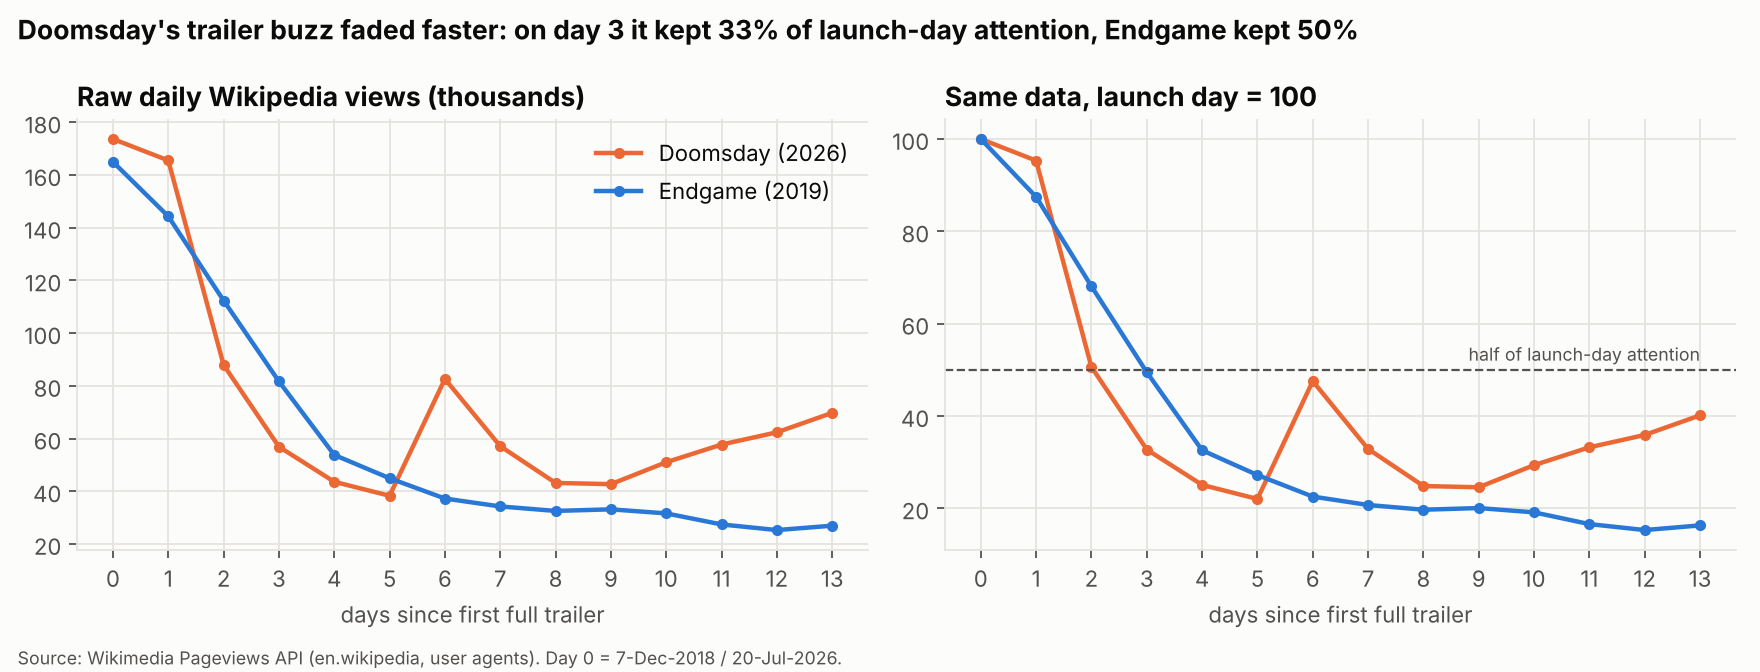 Doomsday's trailer buzz faded faster: on day 3 it kept 33% of launch-day attention, Endgame kept 50%
Raw daily Wikipedia views (thousands)
180
160
140
120
100
80
60
40
20
Doomsday (2026)
Endgame (2019)
0 1 2 3 4 5 6 7 8 9 10 11 12 13
days since first full trailer
Same data, launch day = 100
100
80
60
40
20
half of launch-day attention
0 1 2 3 4 5 6 7 8 9 10 11 12 13
days since first full trailer
Source: Wikimedia Pageviews API (en.wikipedia, user agents). Day 0 = 7-Dec-2018 / 20-Jul-2026.